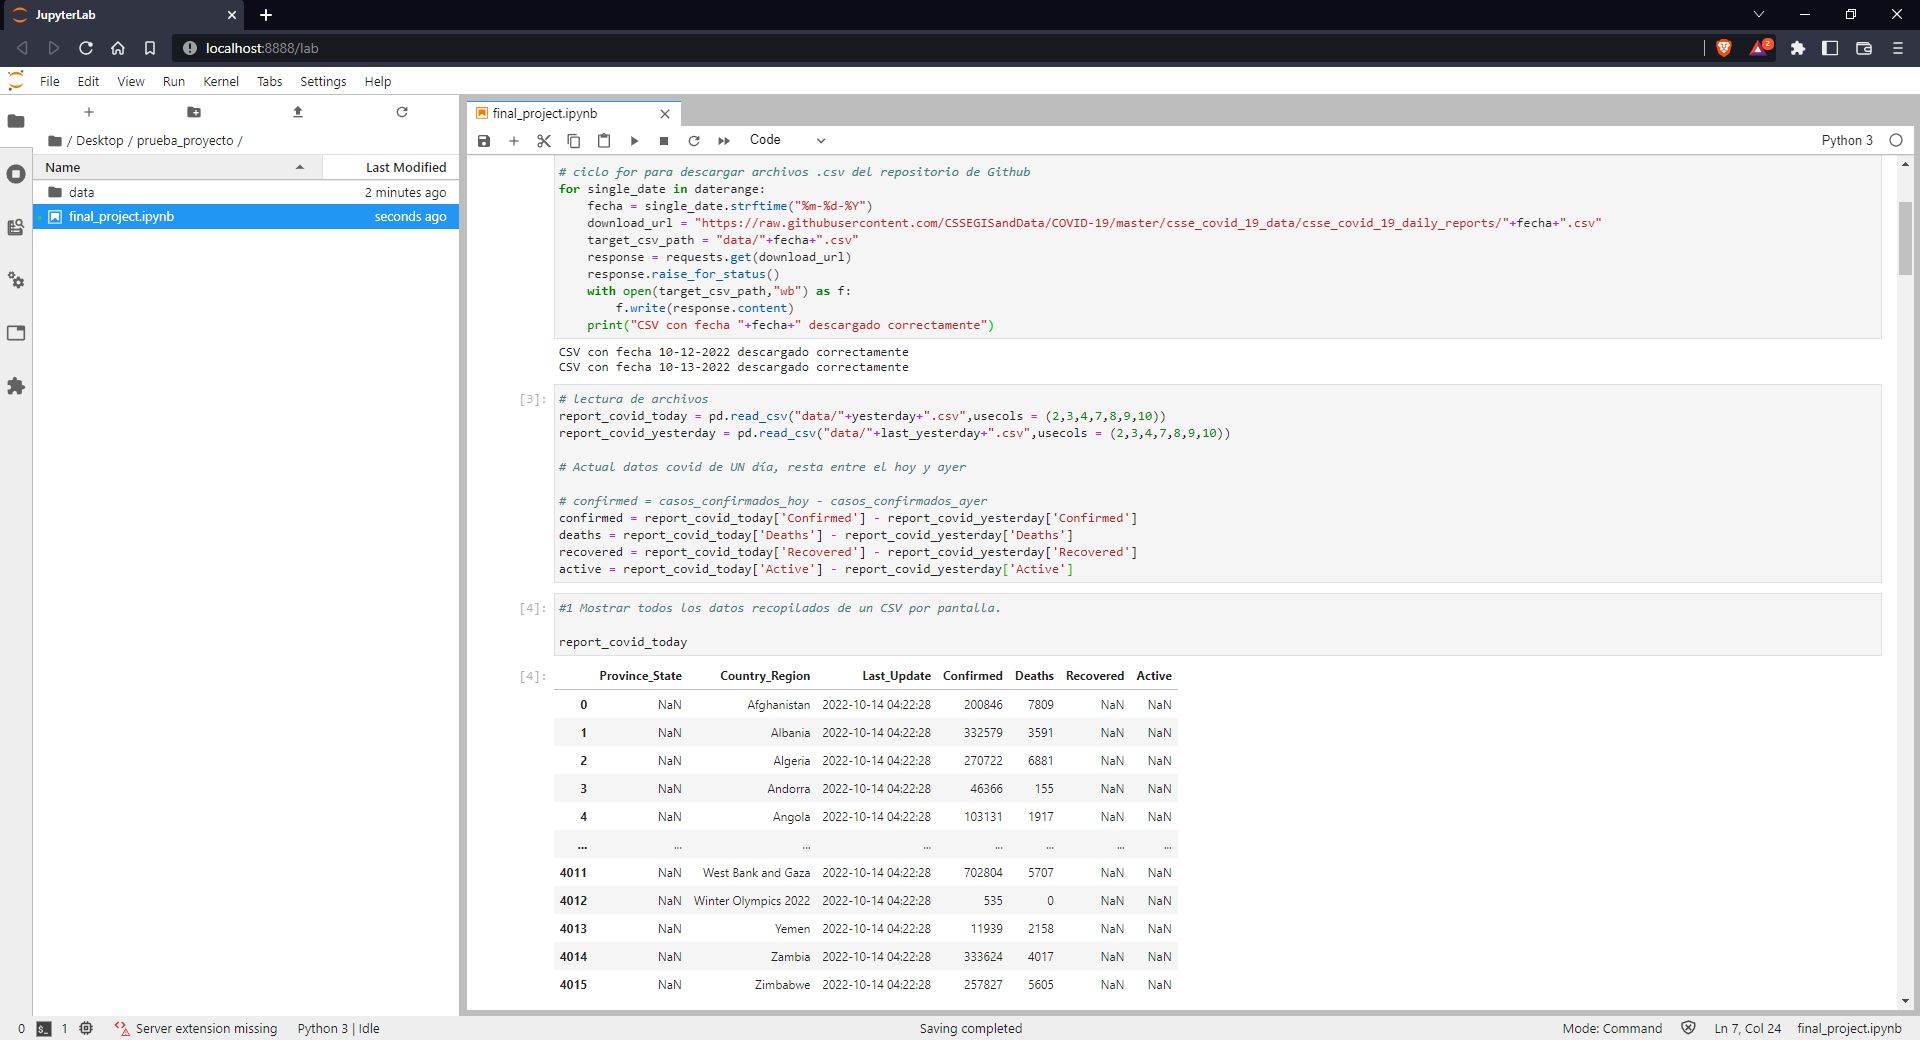 JupyterLab
localhost:8888/lab
2
File Edit View Run Kernel Tabs Settings Help
/ Desktop / prueba_proyecto /
Name Last Modified
data 2 minutes ago
final_project.ipynb seconds ago
final_project.ipynb
Code
Python 3
# ciclo for para descargar archivos .csv del repositorio de Github
for single_date in daterange:
    fecha = single_date.strftime("%m-%d-%Y")
    download_url = "https://raw.githubusercontent.com/CSSEGISandData/COVID-19/master/csse_covid_19_data/csse_covid_19_daily_reports/"+fecha+".csv"
    target_csv_path = "data/"+fecha+".csv"
    response = requests.get(download_url)
    response.raise_for_status()
    with open(target_csv_path,"wb") as f:
        f.write(response.content)
    print("CSV con fecha "+fecha+" descargado correctamente")
CSV con fecha 10-12-2022 descargado correctamente
CSV con fecha 10-13-2022 descargado correctamente
[3]: # lectura de archivos
report_covid_today = pd.read_csv("data/"+yesterday+".csv",usecols = (2,3,4,7,8,9,10))
report_covid_yesterday = pd.read_csv("data/"+last_yesterday+".csv",usecols = (2,3,4,7,8,9,10))
# Actual datos covid de UN día, resta entre el hoy y ayer
# confirmed = casos_confirmados_hoy - casos_confirmados_ayer
confirmed = report_covid_today['Confirmed'] - report_covid_yesterday['Confirmed']
deaths = report_covid_today['Deaths'] - report_covid_yesterday['Deaths']
recovered = report_covid_today['Recovered'] - report_covid_yesterday['Recovered']
active = report_covid_today['Active'] - report_covid_yesterday['Active']
[4]: #1 Mostrar todos los datos recopilados de un CSV por pantalla.
report_covid_today
[4]: Province_State Country_Region Last_Update Confirmed Deaths Recovered Active
0 NaN Afghanistan 2022-10-14 04:22:28 200846 7809 NaN NaN
1 NaN Albania 2022-10-14 04:22:28 332579 3591 NaN NaN
2 NaN Algeria 2022-10-14 04:22:28 270722 6881 NaN NaN
3 NaN Andorra 2022-10-14 04:22:28 46366 155 NaN NaN
4 NaN Angola 2022-10-14 04:22:28 103131 1917 NaN NaN
... ... ... ... ... ... ... ...
4011 NaN West Bank and Gaza 2022-10-14 04:22:28 702804 5707 NaN NaN
4012 NaN Winter Olympics 2022 2022-10-14 04:22:28 535 0 NaN NaN
4013 NaN Yemen 2022-10-14 04:22:28 11939 2158 NaN NaN
4014 NaN Zambia 2022-10-14 04:22:28 333624 4017 NaN NaN
4015 NaN Zimbabwe 2022-10-14 04:22:28 257827 5605 NaN NaN
0 $_ 1 Server extension missing Python 3 | Idle Saving completed Mode: Command Ln 7, Col 24 final_project.ipynb